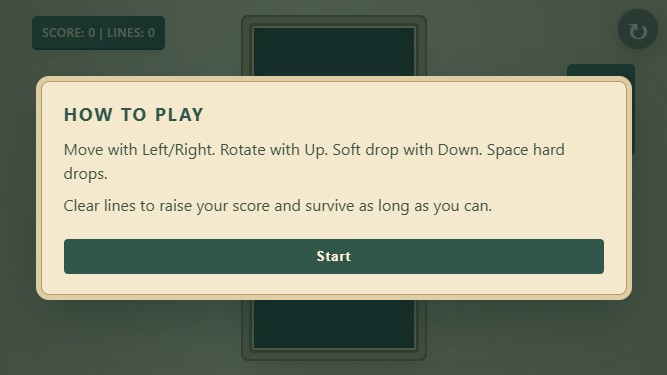 SCORE: 0 | LINES: 0
HOW TO PLAY
Move with Left/Right. Rotate with Up. Soft drop with Down. Space hard
drops.
Clear lines to raise your score and survive as long as you can.
Start